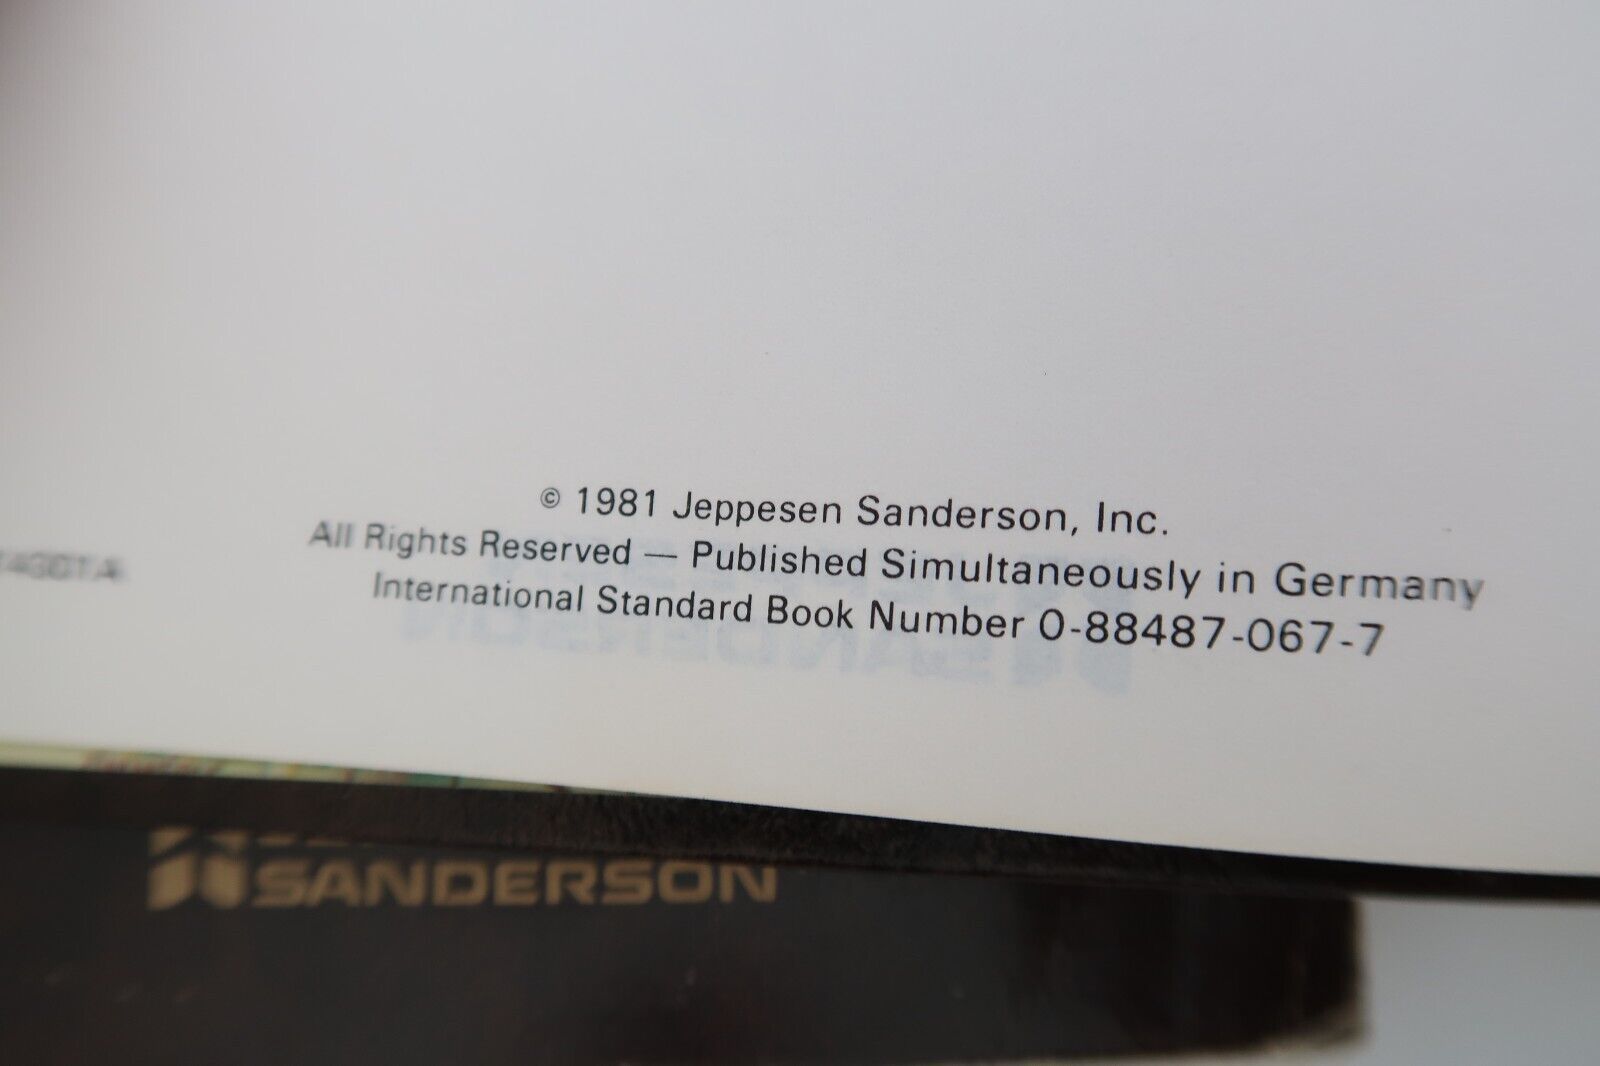 © 1981 Jeppesen Sanderson, Inc.
All Rights Reserved — Published Simultaneously in Germany
International Standard Book Number 0-88487-067-7
SANDERSON